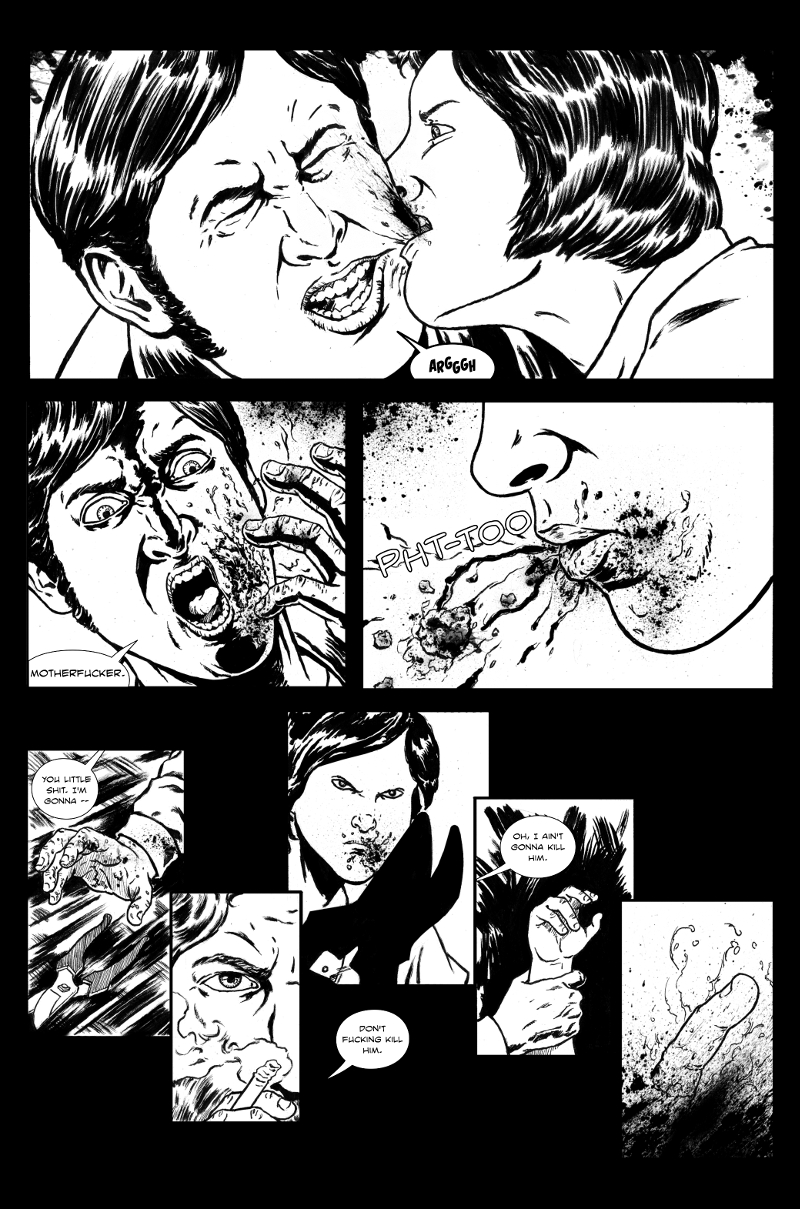 ARGGGH
MOTHERFUCKER.
PHT-TOO
YOU LITTLE
SHIT. I'M
GONNA --
DON'T
FUCKING KILL
HIM.
OH, I AIN'T
GONNA KILL
HIM.